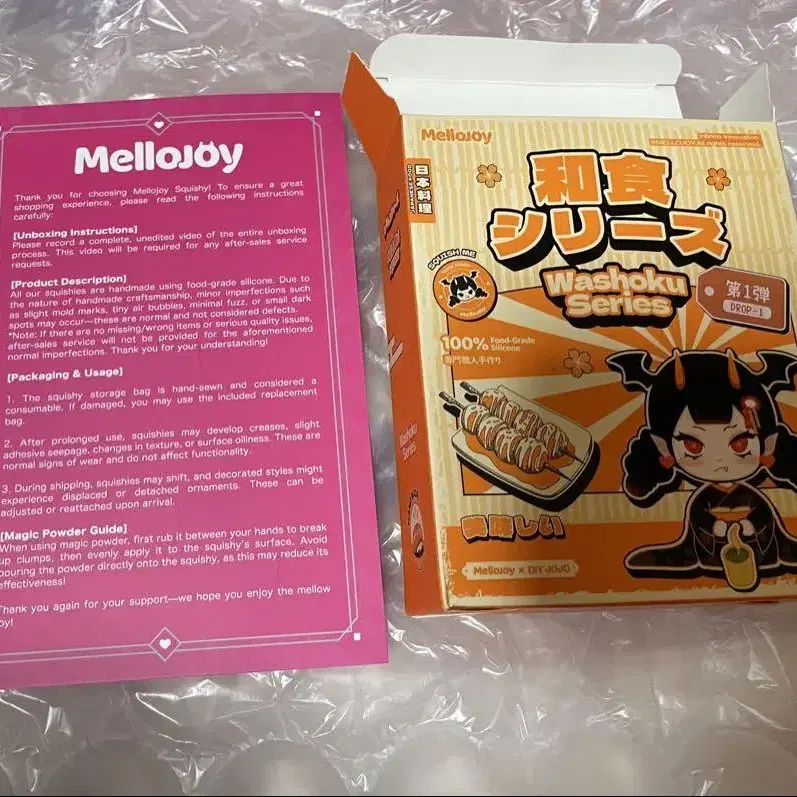 MelloJoy
Thank you for choosing Mellojoy Squishy! To ensure a great
shopping experience, please read the following instructions
carefully:
[Unboxing Instructions]
Please record a complete, unedited video of the entire unboxing
process. This video will be required for any after-sales service
requests.
[Product Description]
All our squishies are handmade using food-grade silicone. Due to
the nature of handmade craftsmanship, minor imperfections such
as slight mold marks, tiny air bubbles, minimal fuzz, or small dark
spots may occur—these are normal and not considered defects.
*Note: If there are no missing/wrong items or serious quality issues,
after-sales service will not be provided for the aforementioned
normal imperfections. Thank you for your understanding!
[Packaging & Usage]
1. The squishy storage bag is hand-sewn and considered a
consumable. If damaged, you may use the included replacement
bag.
2. After prolonged use, squishies may develop creases, slight
adhesive seepage, changes in texture, or surface oiliness. These are
normal signs of wear and do not affect functionality.
3. During shipping, squishies may shift, and decorated styles might
experience displaced or detached ornaments. These can be
adjusted or reattached upon arrival.
[Magic Powder Guide]
When using magic powder, first rub it between your hands to break
up clumps, then evenly apply it to the squishy's surface. Avoid
pouring the powder directly onto the squishy, as this may reduce its
effectiveness!
Thank you again for your support—we hope you enjoy the mellow
joy!
MelloJoy
JAPANESE FOOD
日本料理
和食
シリーズ
Washoku
Series
SQUISH ME
MelloJoy
第1弾
DROP-1
100% Food-Grade
Silicone
専門職人手作り
美味しい
MelloJoy × DIY JOJO
Washoku
Series